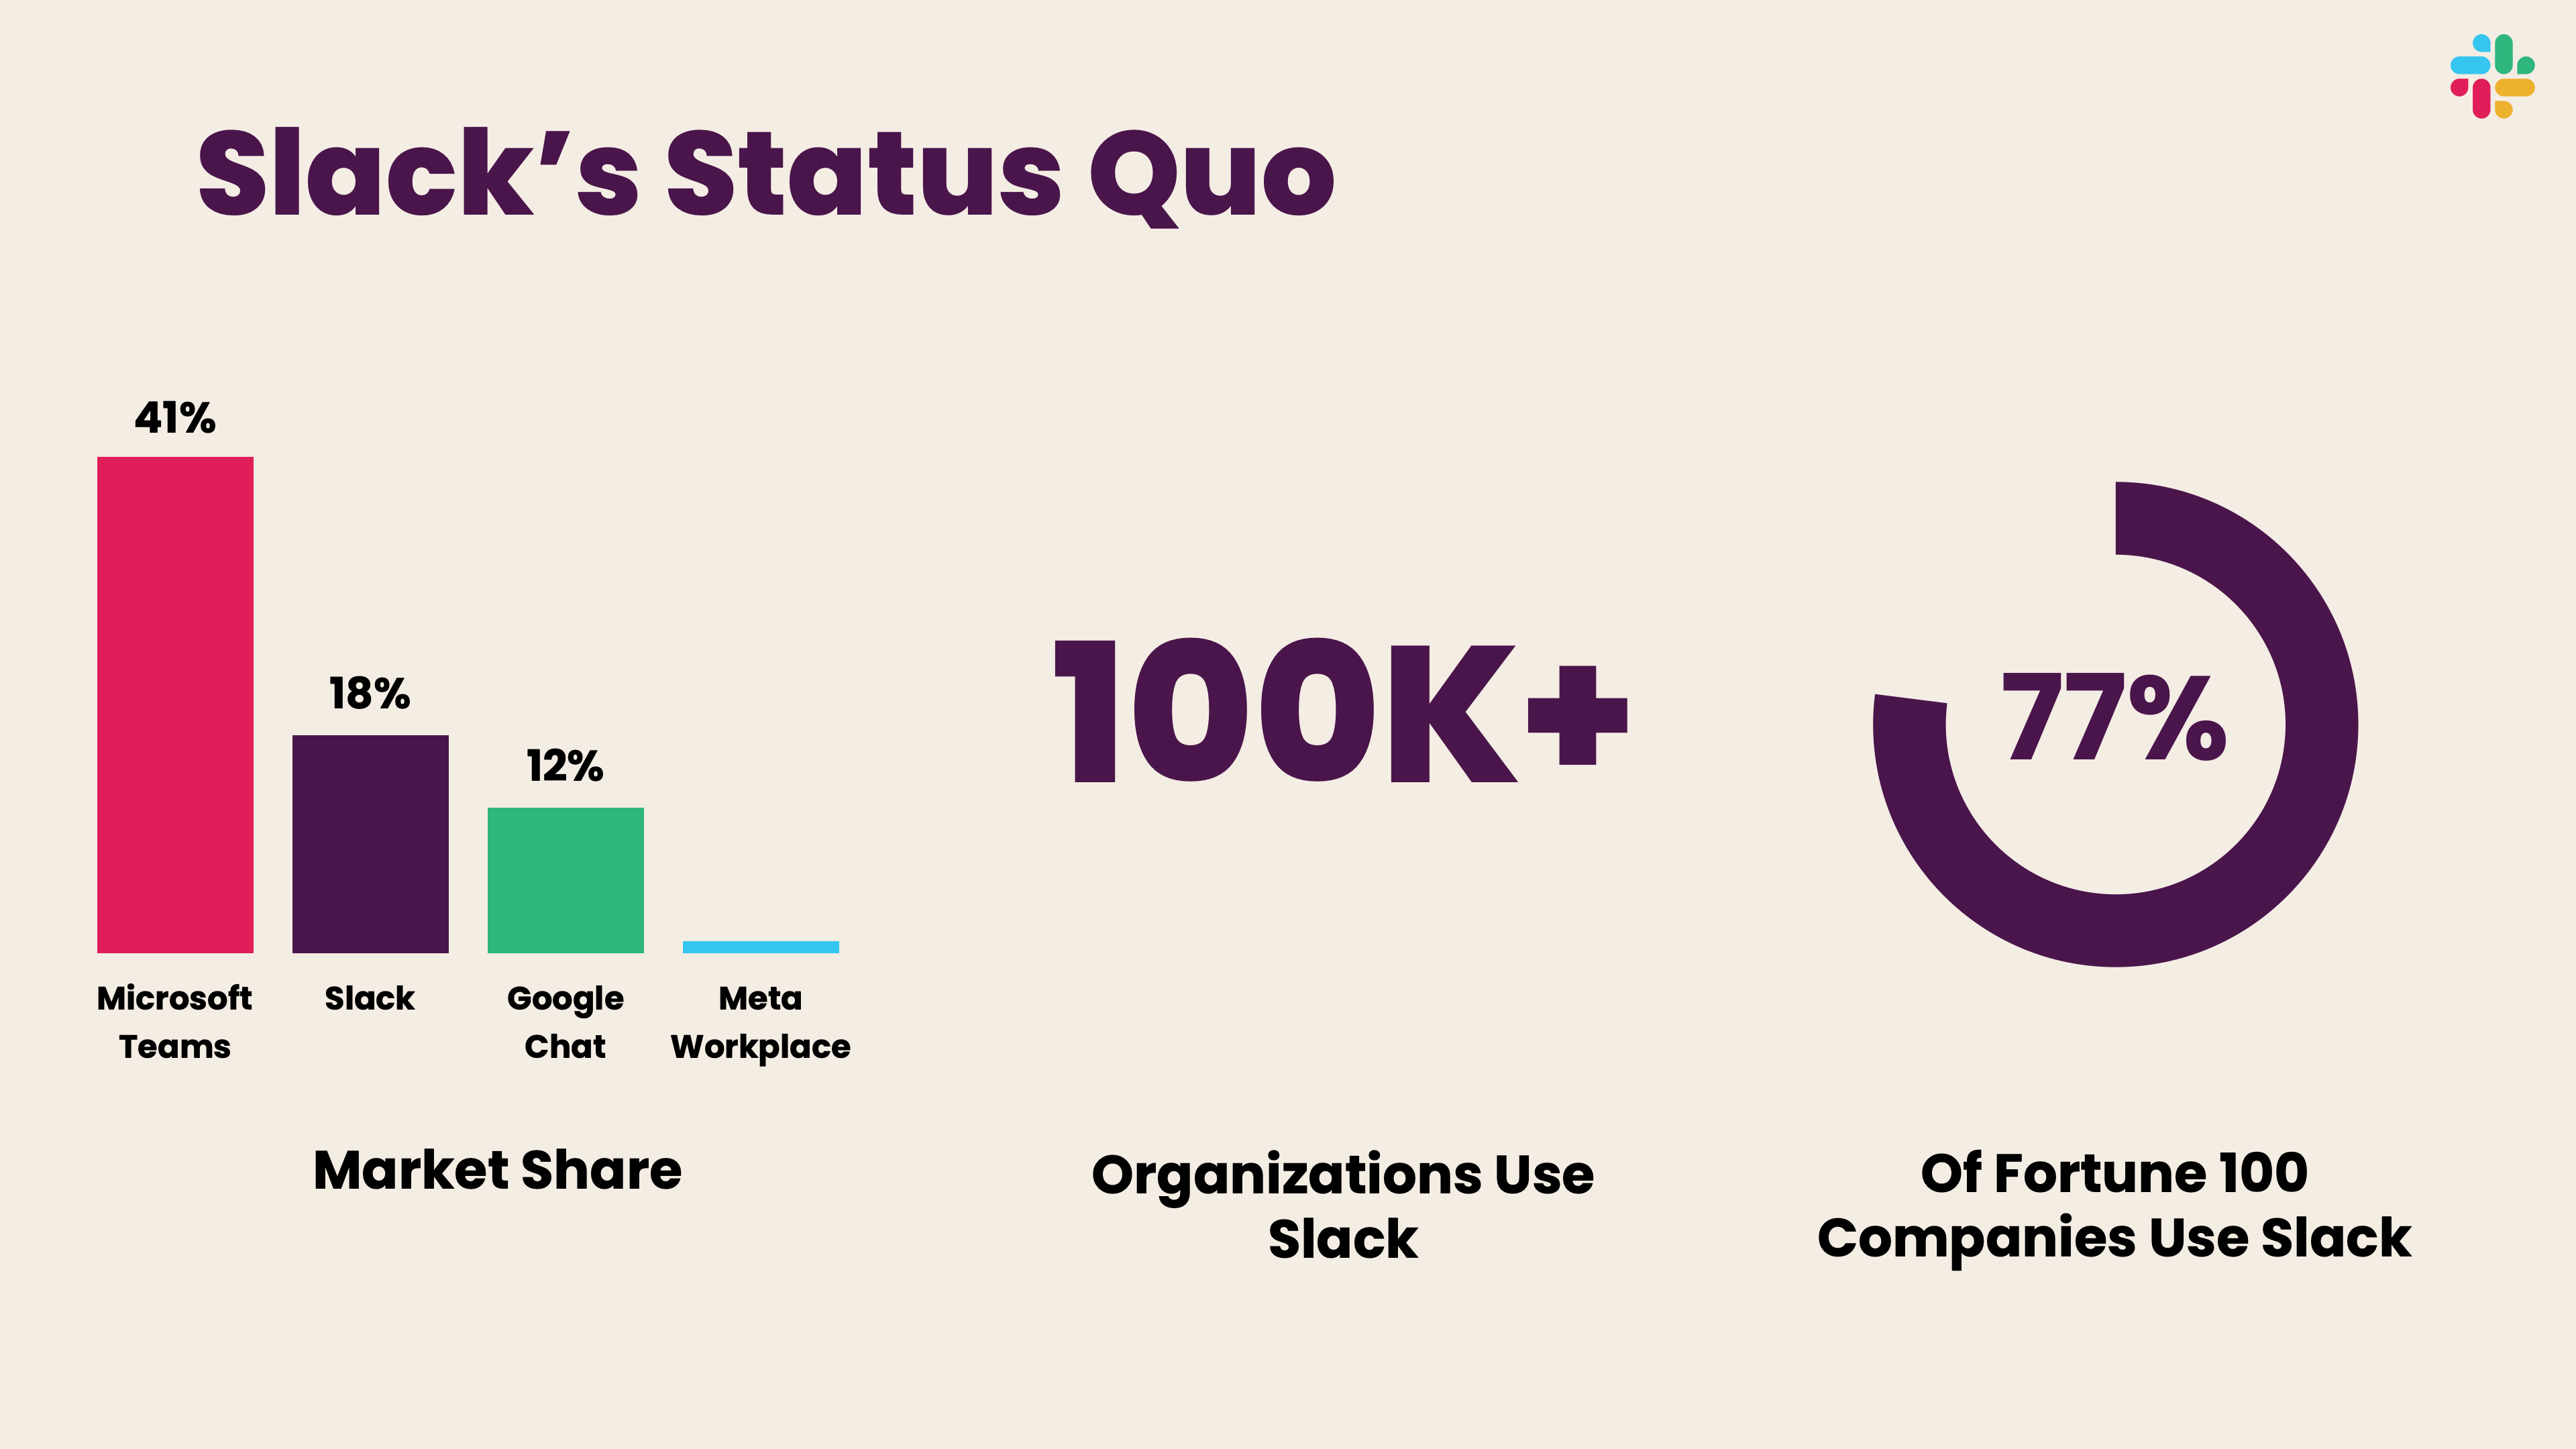 Slack’s Status Quo
41%
18%
12%
Microsoft
Teams
Slack
Google
Chat
Meta
Workplace
Market Share
100K+
Organizations Use
Slack
77%
Of Fortune 100
Companies Use Slack